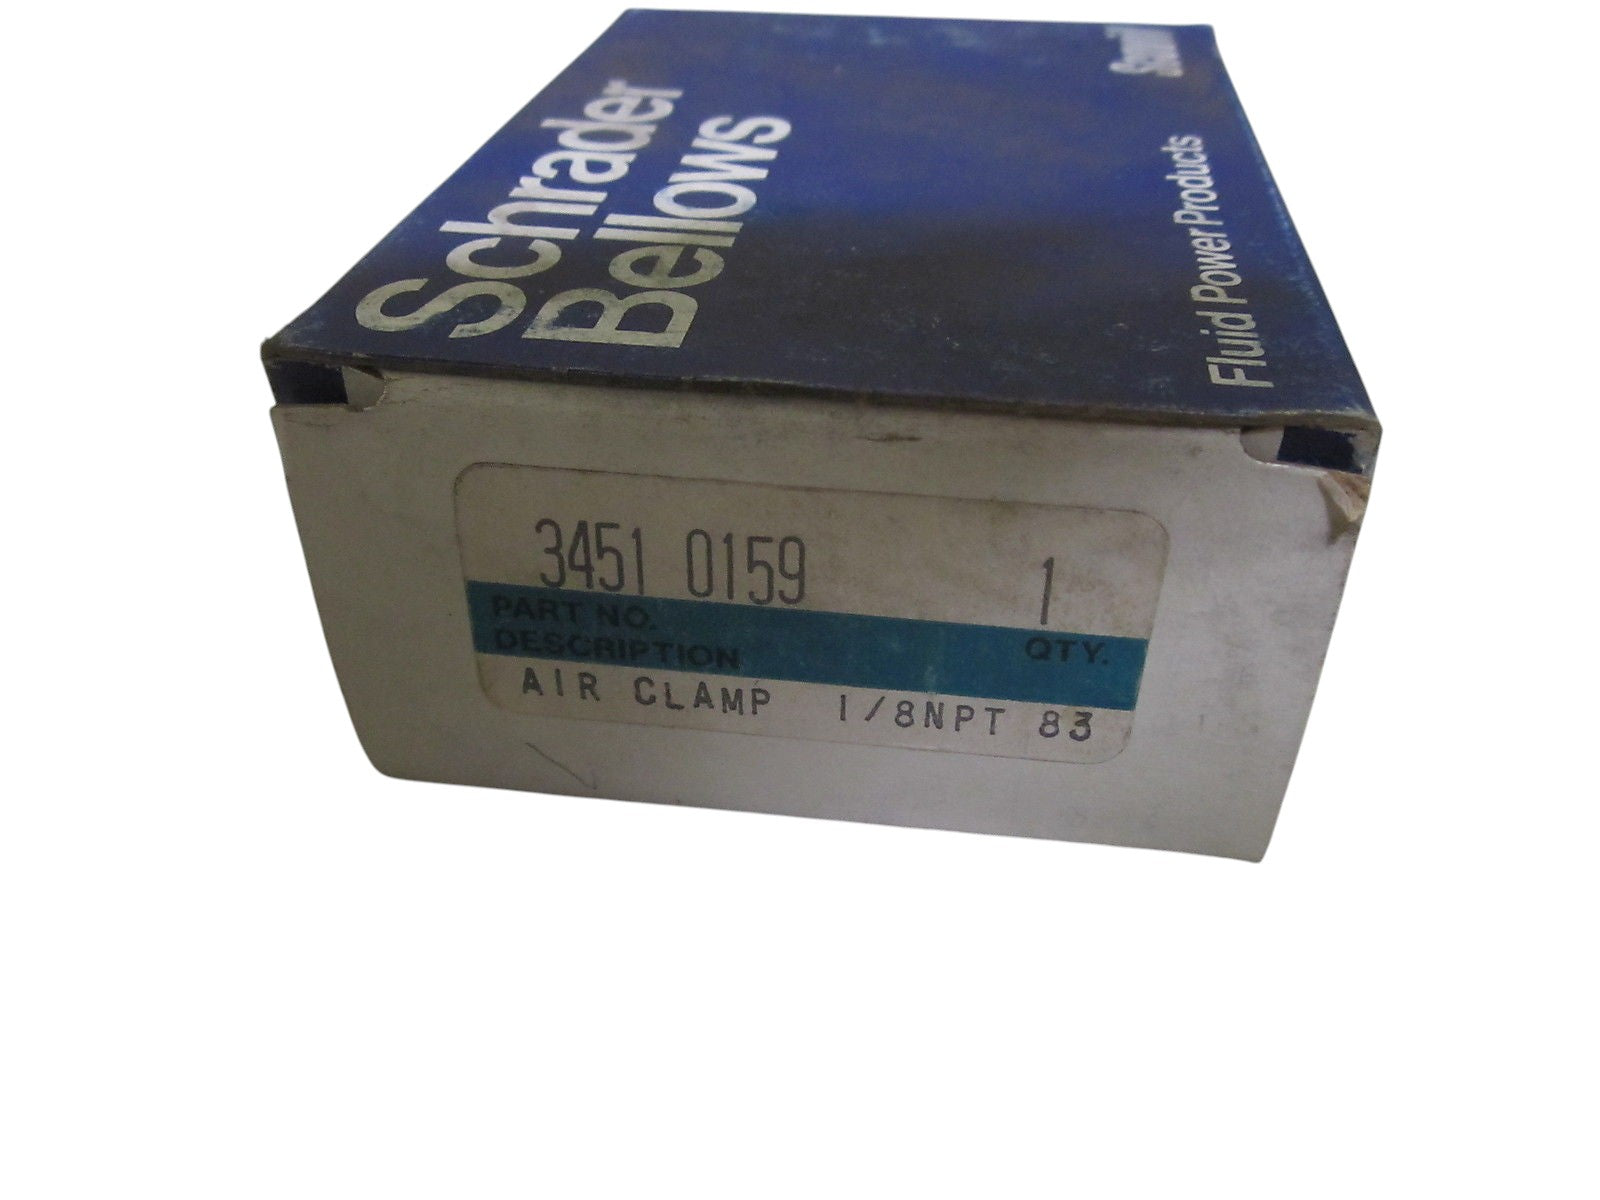 Schrader
Bellows
Fluid Power Products
3451 0159 1
PART NO. QTY.
DESCRIPTION
AIR CLAMP 1/8NPT 83